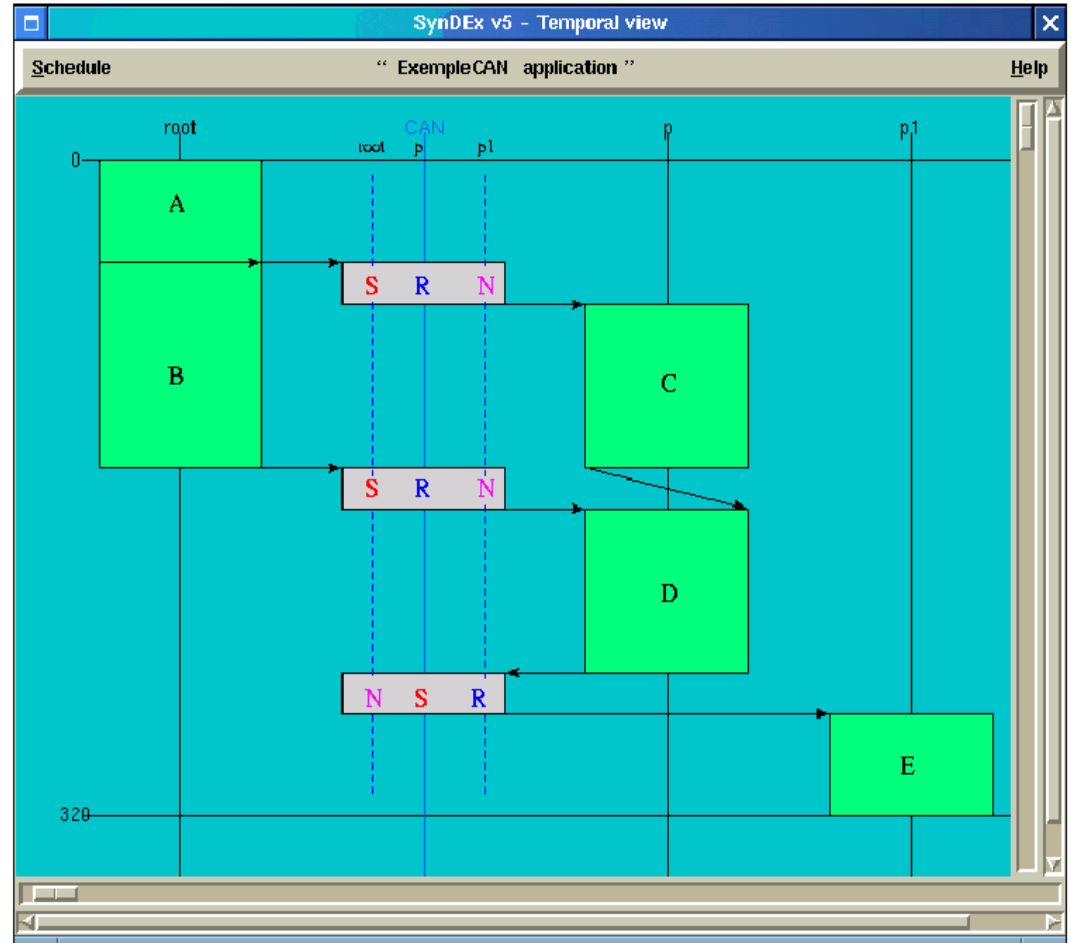 SynDEx v5 - Temporal view
Schedule “ ExempleCAN application ” Help
root CAN p p1
root p p1
0
A
S R N
B
C
S R N
D
N S R
E
320